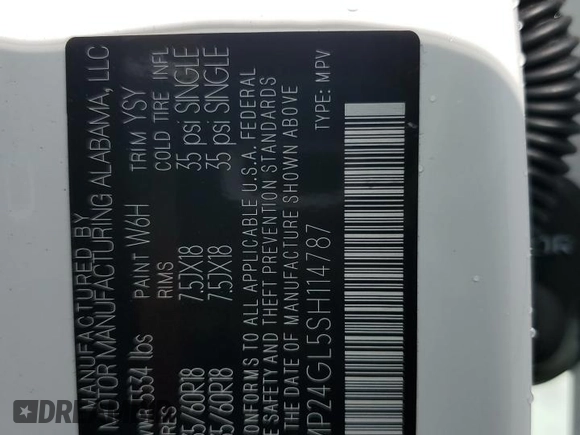 MANUFACTURED BY
MOTOR MANUFACTURING ALABAMA, LLC
5534 lbs PAINT W6H TRIM YSY
RIMS COLD TIRE INFL
5/60R18 7.5JX18 35 psi SINGLE
5/60R18 7.5JX18 35 psi SINGLE
CONFORMS TO ALL APPLICABLE U.S.A. FEDERAL
SAFETY AND THEFT PREVENTION STANDARDS
DATE OF MANUFACTURE SHOWN ABOVE
MP24GL5SH114787 TYPE: MPV